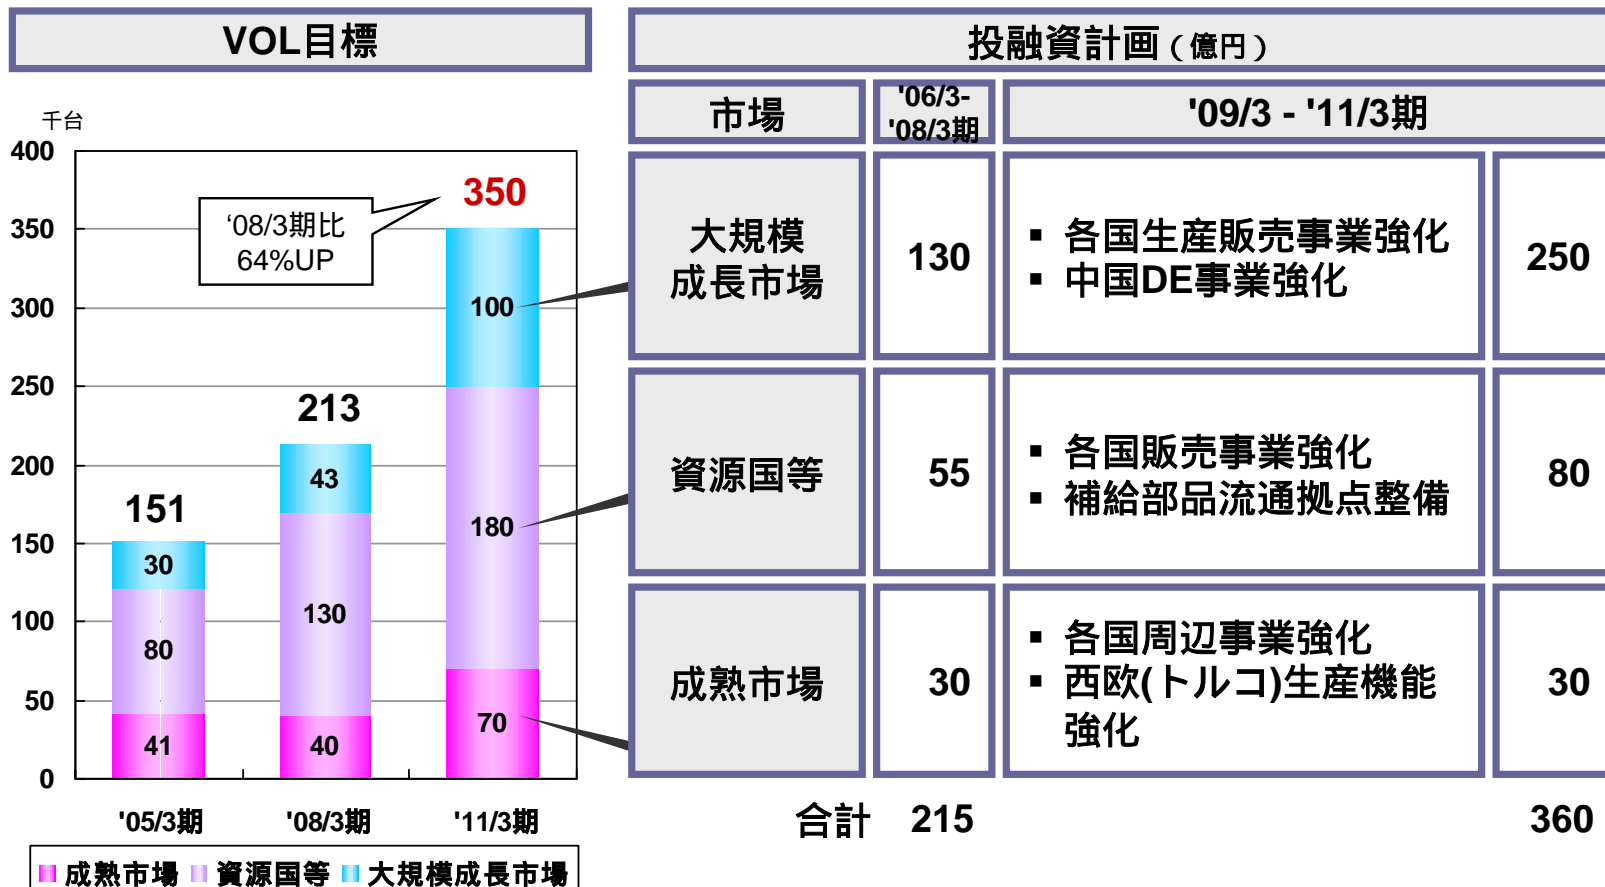 VOL目標
投融資計画(億円)
千台
400
350
300
250
200
150
100
50
0
151
30
80
41
213
43
130
40
‘08/3期比
64%UP
350
100
180
70
'05/3期
'08/3期
'11/3期
成熟市場 資源国等 大規模成長市場
市場
'06/3-
'08/3期
'09/3 - '11/3期
大規模
成長市場
130
▪ 各国生産販売事業強化
▪ 中国DE事業強化
250
資源国等
55
▪ 各国販売事業強化
▪ 補給部品流通拠点整備
80
成熟市場
30
▪ 各国周辺事業強化
▪ 西欧(トルコ)生産機能
強化
30
合計 215 360